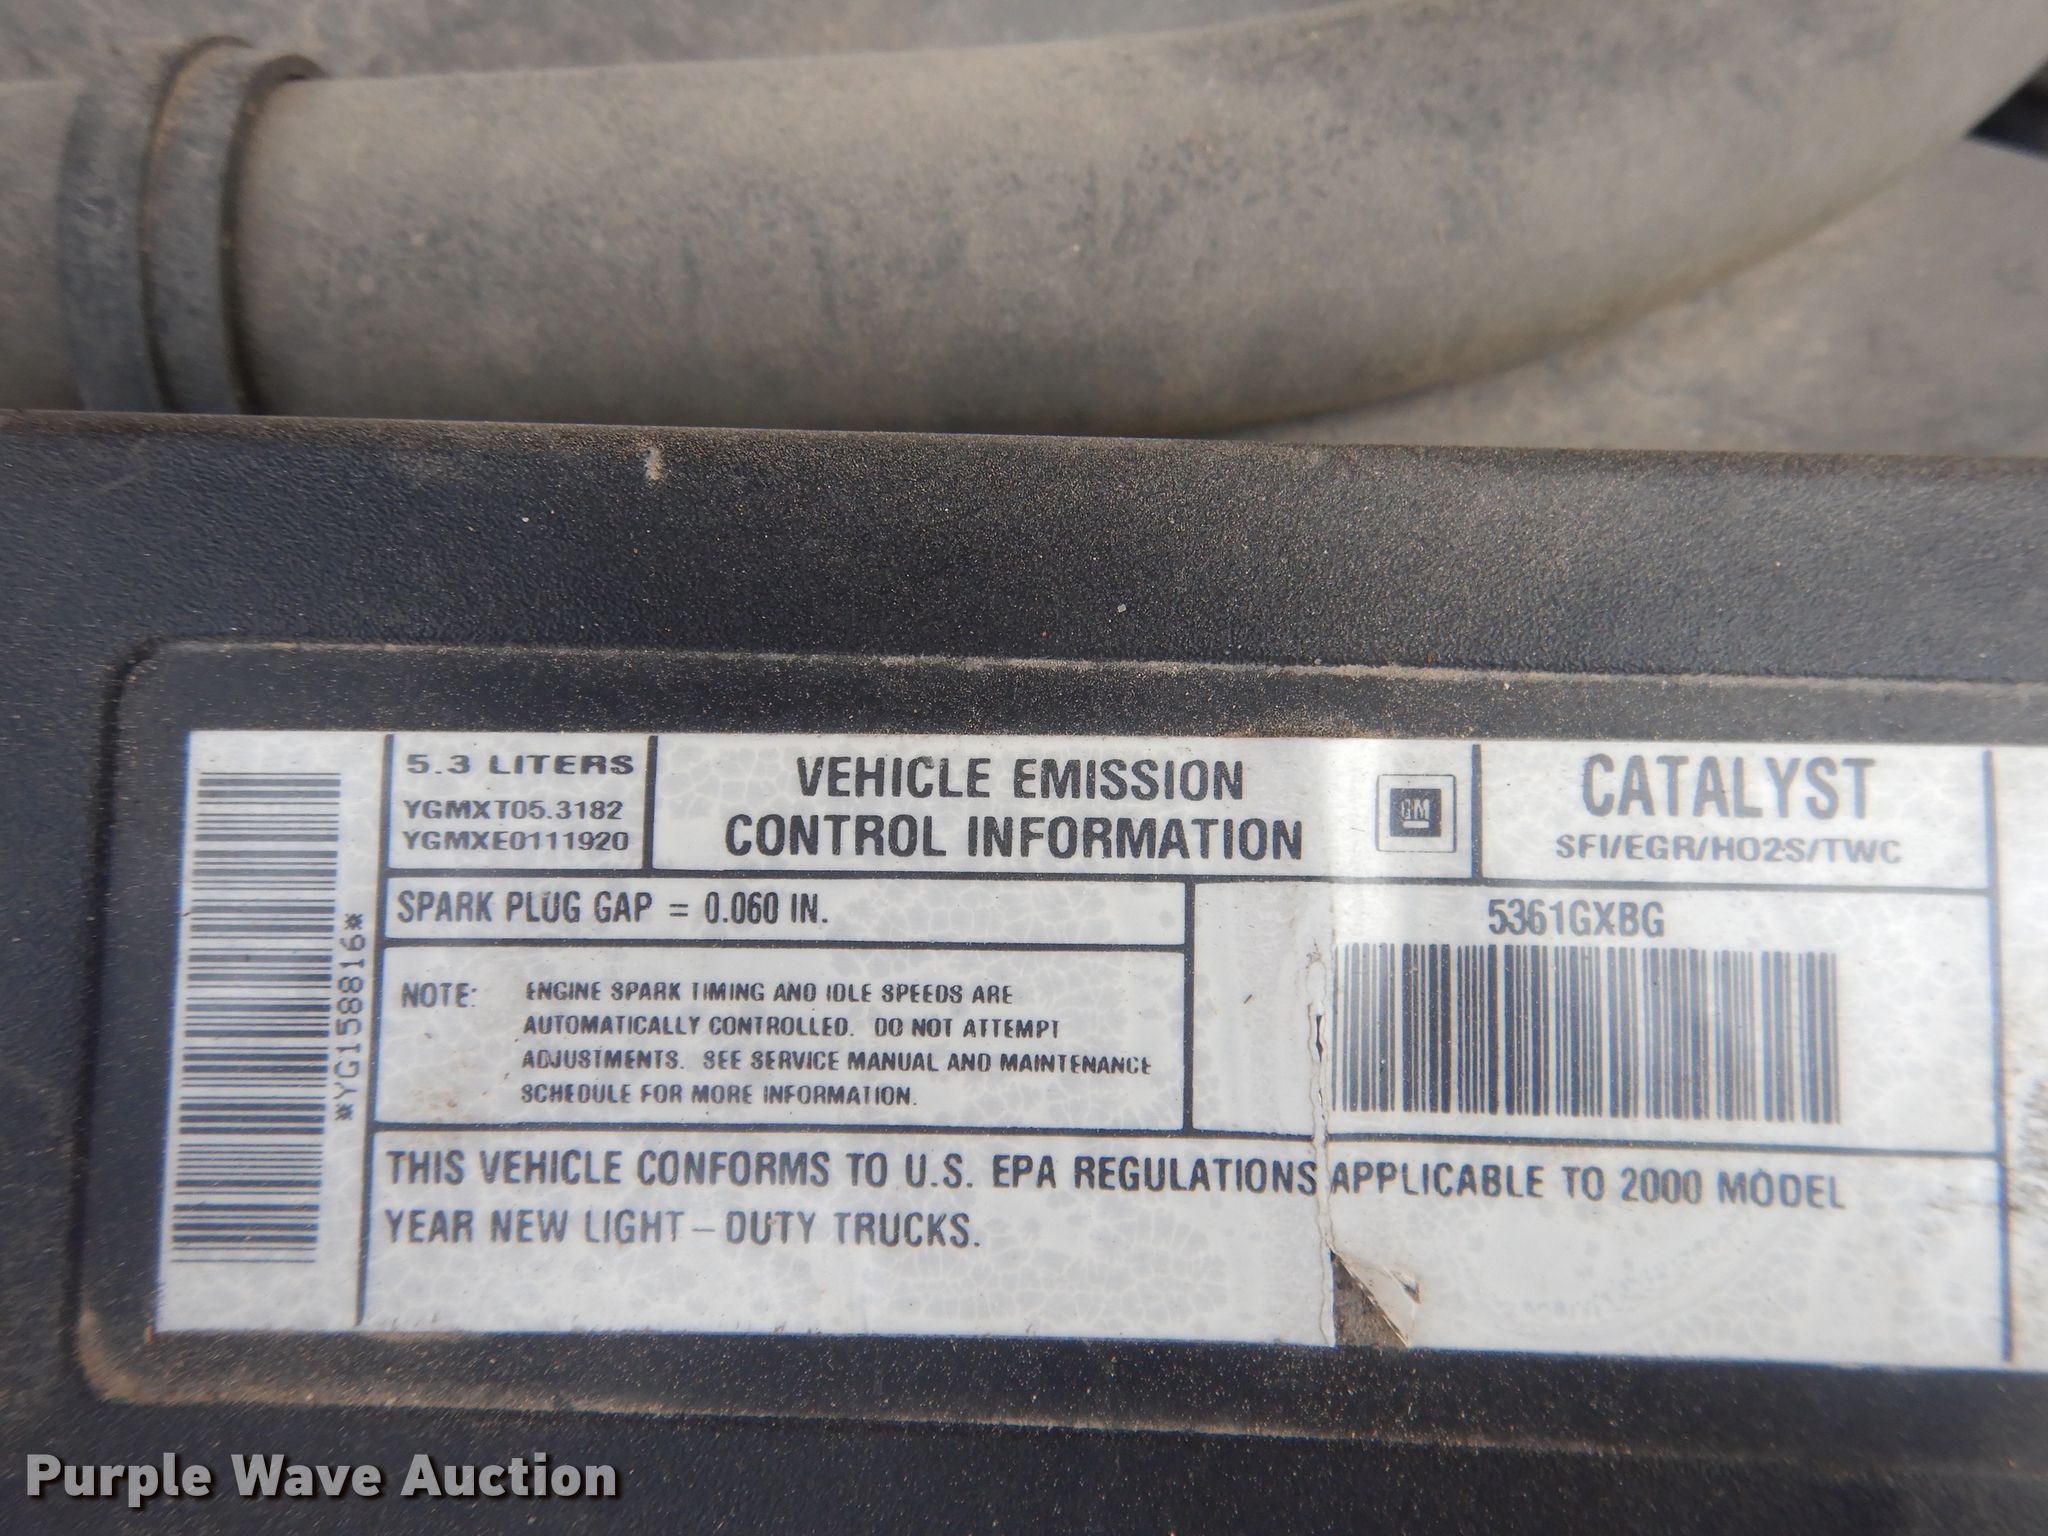 5.3 LITERS
YGMXT05.3182
YGMXE0111920
VEHICLE EMISSION
CONTROL INFORMATION
GM
CATALYST
SFI/EGR/HO2S/TWC
SPARK PLUG GAP = 0.060 IN.
5361GXBG
*YG158816*
NOTE: ENGINE SPARK TIMING AND IDLE SPEEDS ARE
AUTOMATICALLY CONTROLLED. DO NOT ATTEMPT
ADJUSTMENTS. SEE SERVICE MANUAL AND MAINTENANCE
SCHEDULE FOR MORE INFORMATION.
THIS VEHICLE CONFORMS TO U.S. EPA REGULATIONS APPLICABLE TO 2000 MODEL
YEAR NEW LIGHT-DUTY TRUCKS.
Purple Wave Auction